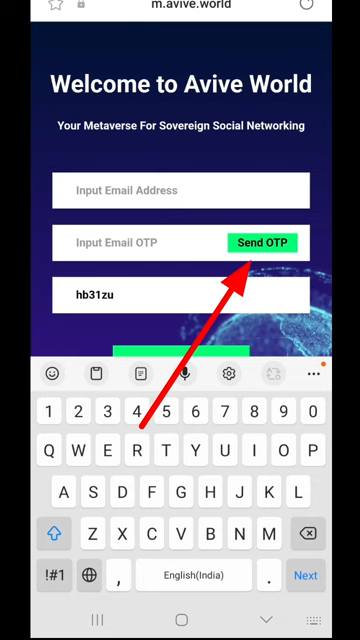 m.avive.world
Welcome to Avive World
Your Metaverse For Sovereign Social Networking
Input Email Address
Input Email OTP
Send OTP
hb31zu
1 2 3 4 5 6 7 8 9 0
Q W E R T Y U I O P
A S D F G H J K L
Z X C V B N M
!#1 , English(India) . Next